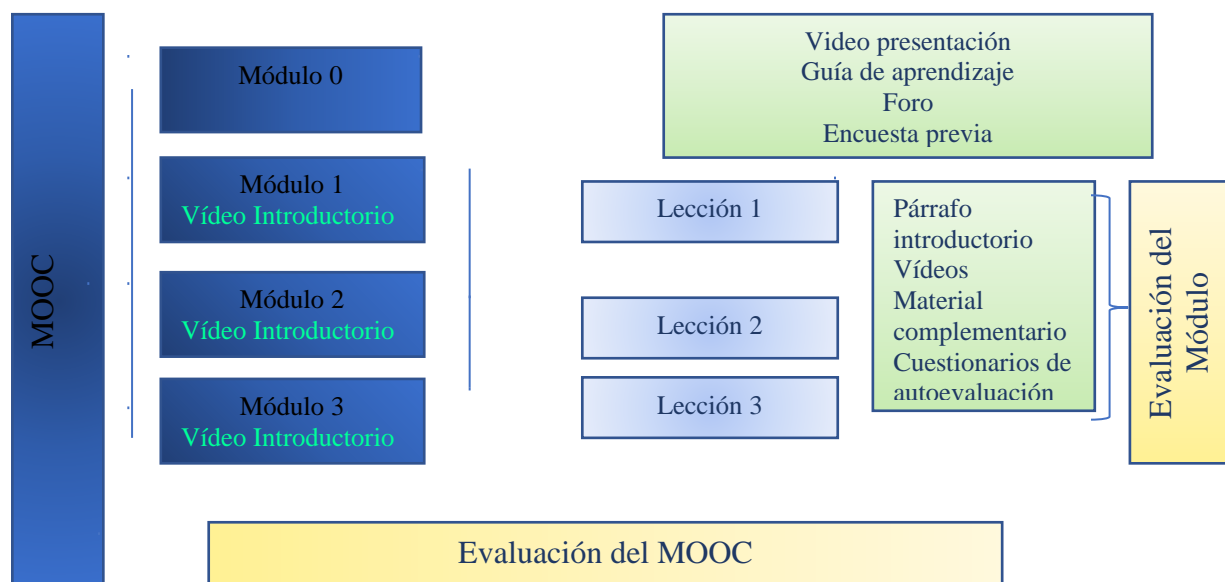 MOOC
Módulo 0
Video presentación
Guía de aprendizaje
Foro
Encuesta previa
Módulo 1
Vídeo Introductorio
Módulo 2
Vídeo Introductorio
Módulo 3
Vídeo Introductorio
Lección 1
Lección 2
Lección 3
Párrafo
introductorio
Vídeos
Material
complementario
Cuestionarios de
autoevaluación
Evaluación del
Módulo
Evaluación del MOOC